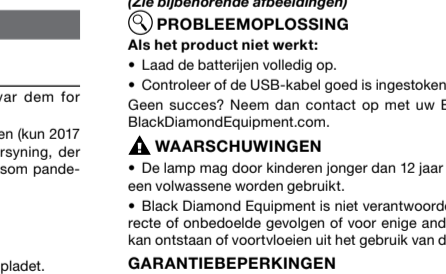 var dem for
en (kun 2017
rsyning, der
som pande-
pladet.
(Zie bijbehorende afbeeldingen)
PROBLEEMOPLOSSING
Als het product niet werkt:
• Laad de batterijen volledig op.
• Controleer of de USB-kabel goed is ingestoken
Geen succes? Neem dan contact op met uw
BlackDiamondEquipment.com.
WAARSCHUWINGEN
• De lamp mag door kinderen jonger dan 12 jaar
een volwassene worden gebruikt.
• Black Diamond Equipment is niet verantwoorde
recte of onbedoelde gevolgen of voor enige and
kan ontstaan of voortvloeien uit het gebruik van d
GARANTIEBEPERKINGEN